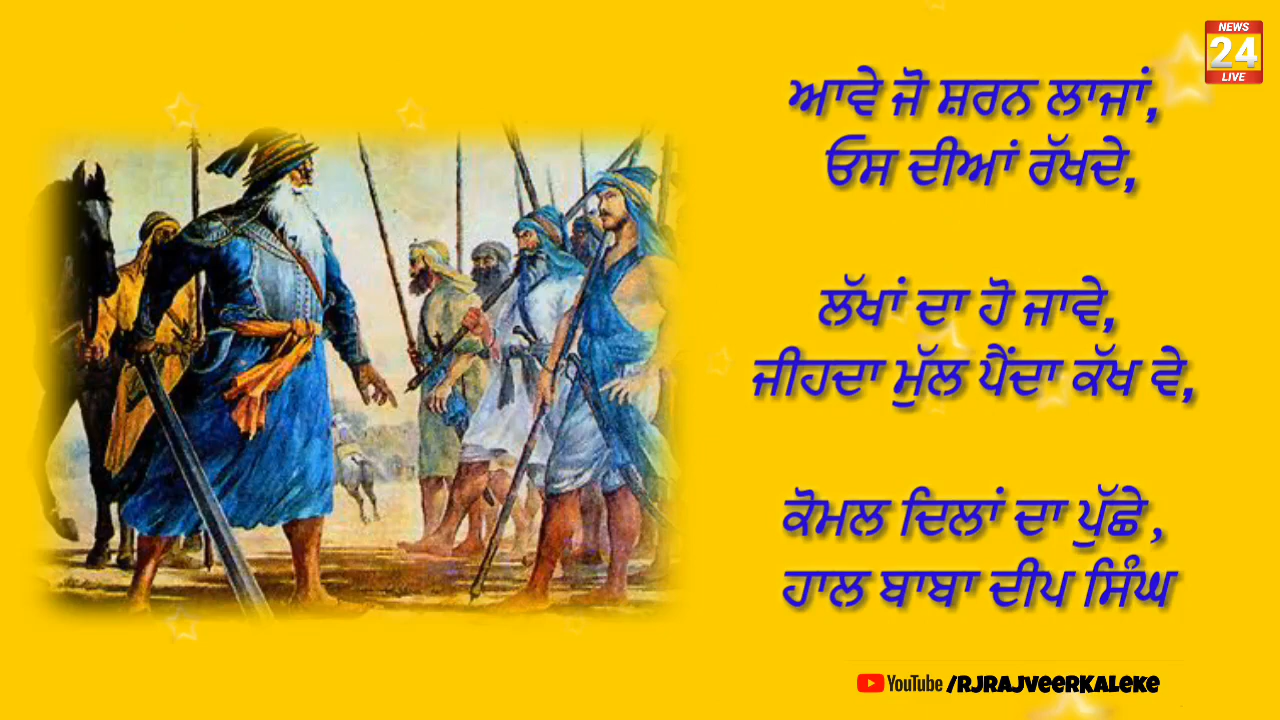 NEWS
24
LIVE
ਆਵੇ ਜੋ ਸ਼ਰਨ ਲਾਜਾਂ,
ਓਸ ਦੀਆਂ ਰੱਖਦੇ,
ਲੱਖਾਂ ਦਾ ਹੋ ਜਾਵੇ,
ਜੀਹਦਾ ਮੁੱਲ ਪੈਂਦਾ ਕੱਖ ਵੇ,
ਕੋਮਲ ਦਿਲਾਂ ਦਾ ਪੁੱਛੇ ,
ਹਾਲ ਬਾਬਾ ਦੀਪ ਸਿੰਘ
YouTube /RJRAJVEERKALEKE